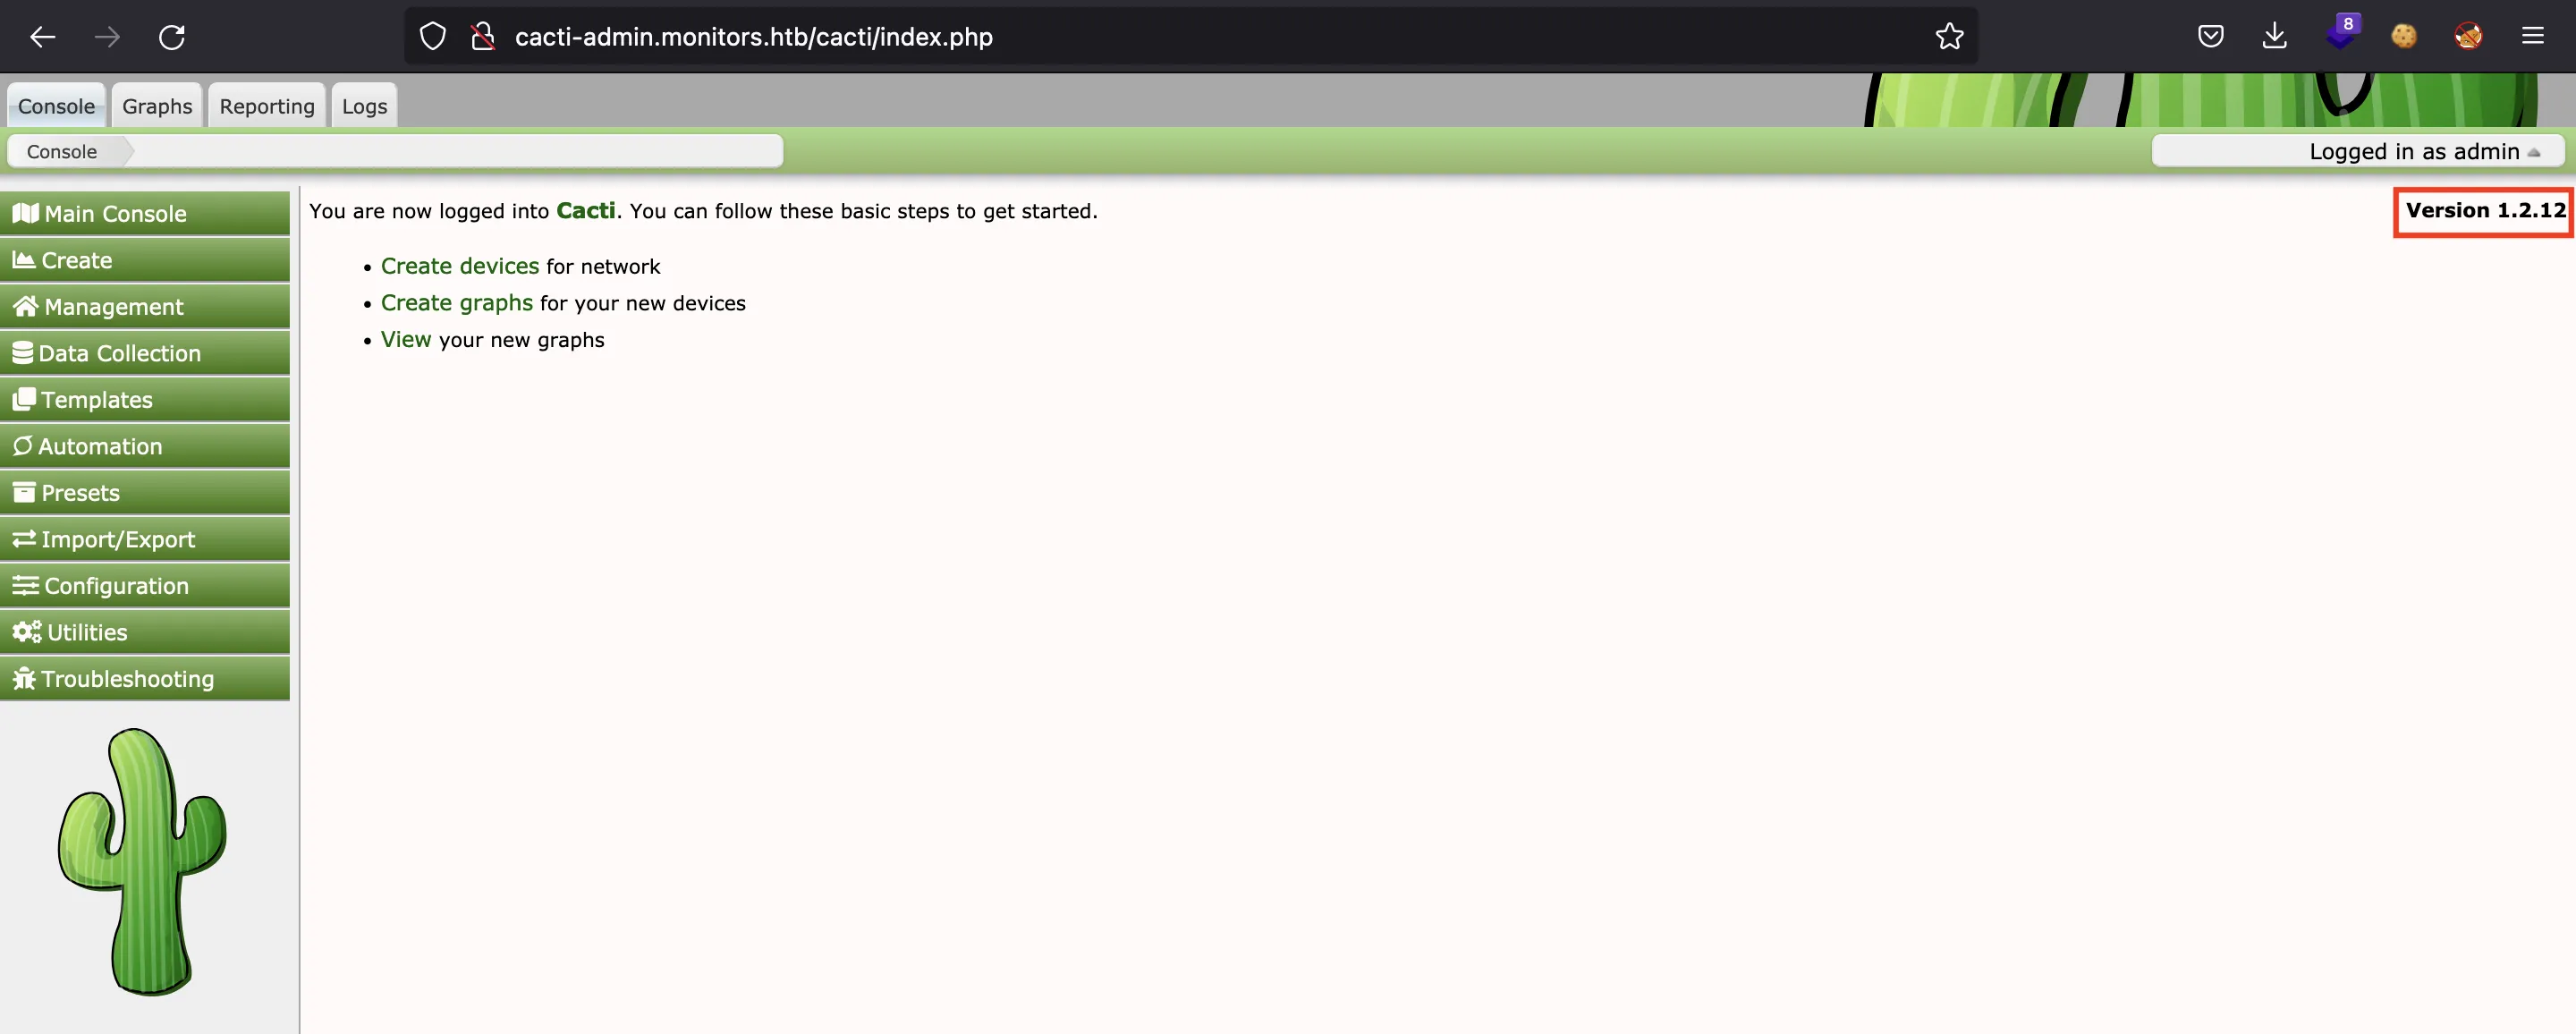 cacti-admin.monitors.htb/cacti/index.php
8
Console Graphs Reporting Logs
Console
Logged in as admin
Main Console
Create
Management
Data Collection
Templates
Automation
Presets
Import/Export
Configuration
Utilities
Troubleshooting
You are now logged into Cacti. You can follow these basic steps to get started.
Version 1.2.12
• Create devices for network
• Create graphs for your new devices
• View your new graphs